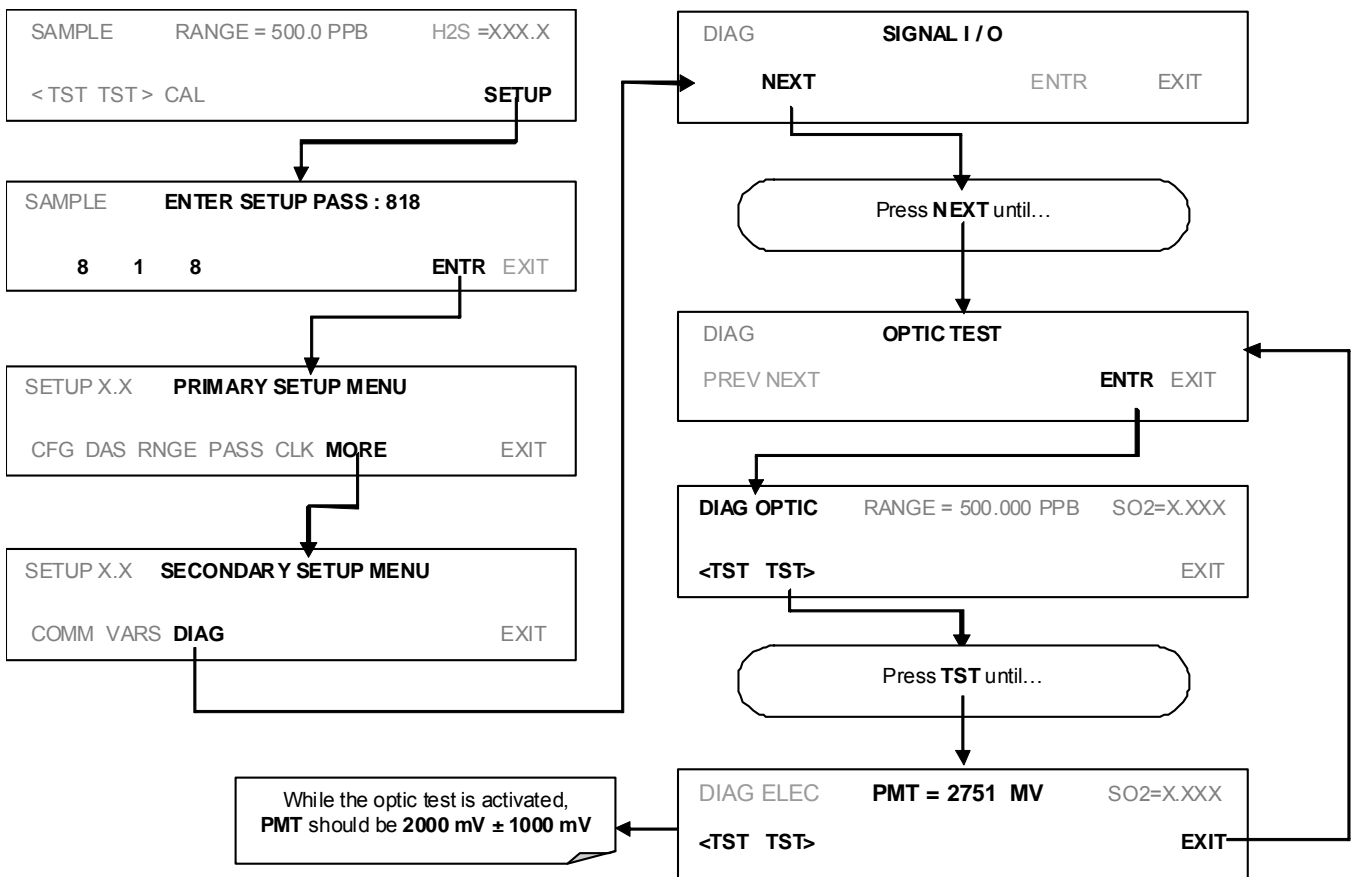 SAMPLE RANGE = 500.0 PPB H2S =XXX.X
< TST TST > CAL SETUP
SAMPLE ENTER SETUP PASS : 818
8 1 8 ENTR EXIT
SETUP X.X PRIMARY SETUP MENU
CFG DAS RNGE PASS CLK MORE EXIT
SETUP X.X SECONDARY SETUP MENU
COMM VARS DIAG EXIT
DIAG SIGNAL I / O
NEXT ENTR EXIT
Press NEXT until…
DIAG OPTIC TEST
PREV NEXT ENTR EXIT
DIAG OPTIC RANGE = 500.000 PPB SO2=X.XXX
<TST TST> EXIT
Press TST until…
DIAG ELEC PMT = 2751 MV SO2=X.XXX
<TST TST> EXIT
While the optic test is activated,
PMT should be 2000 mV ± 1000 mV